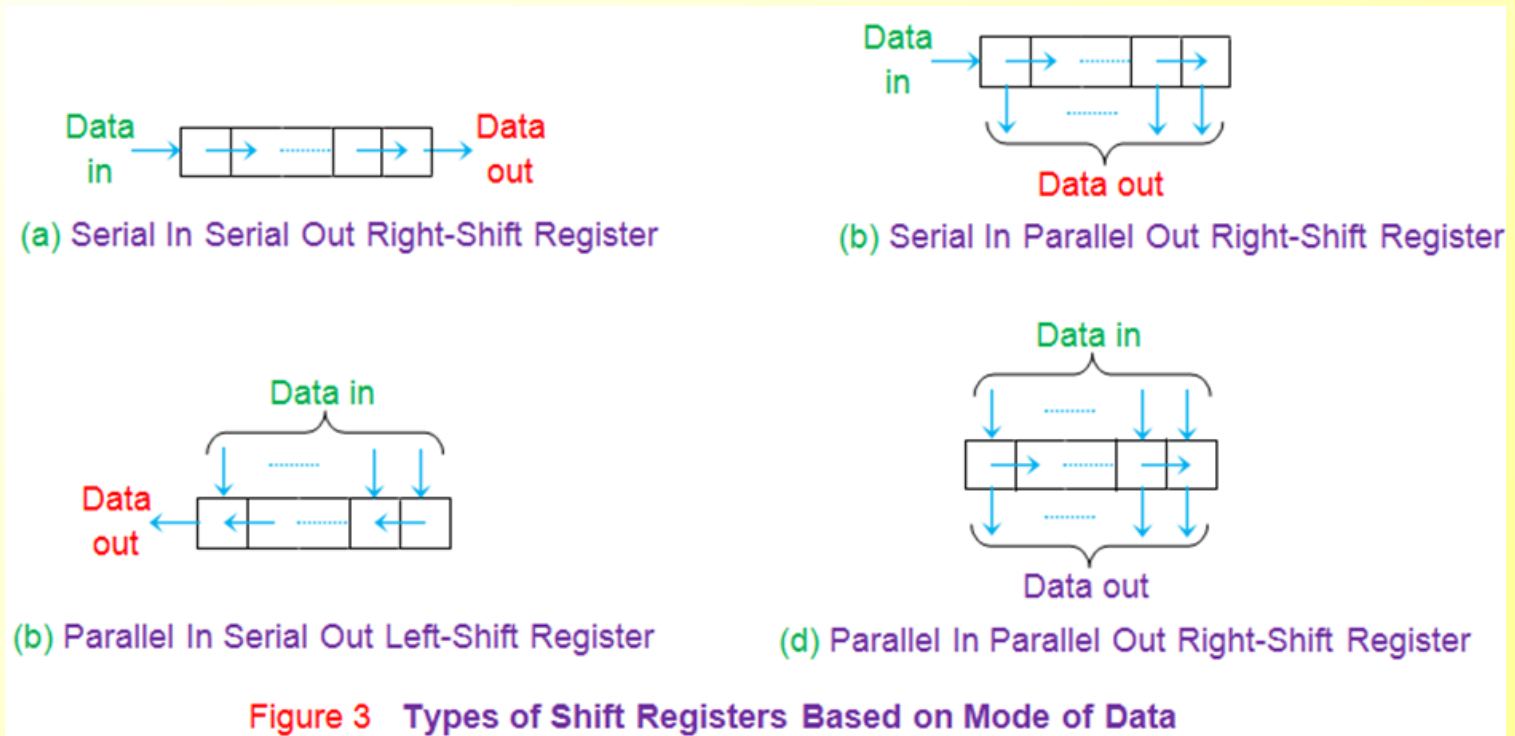 Data
in
Data
out
(a) Serial In Serial Out Right-Shift Register
Data
in
Data out
(b) Serial In Parallel Out Right-Shift Register
Data in
Data
out
(b) Parallel In Serial Out Left-Shift Register
Data in
Data out
(d) Parallel In Parallel Out Right-Shift Register
Figure 3 Types of Shift Registers Based on Mode of Data